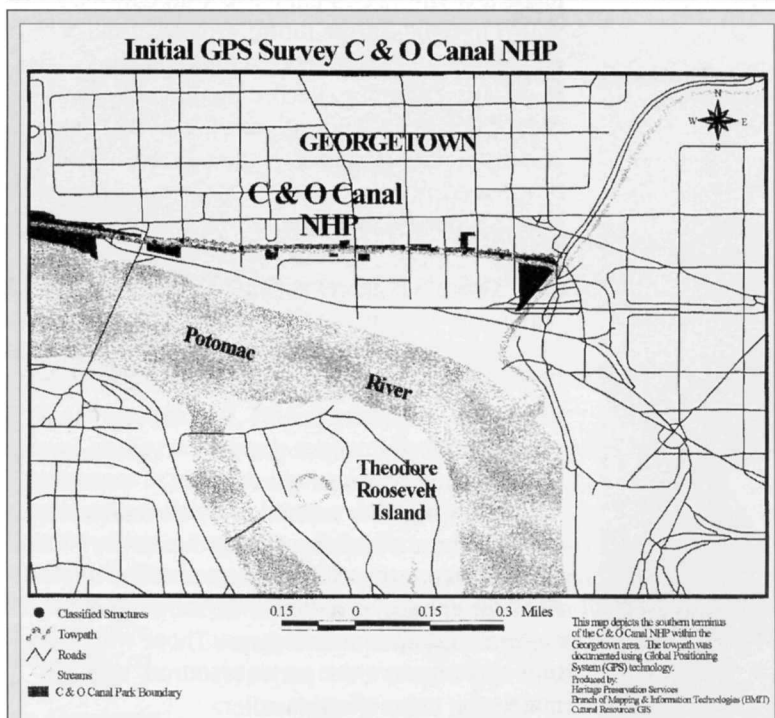 Initial GPS Survey C & O Canal NHP
N
W E
S
GEORGETOWN
C & O Canal
NHP
Potomac
River
Theodore
Roosevelt
Island
Classified Structures
Towpath
Roads
Streams
C & O Canal Park Boundary
0.15 0 0.15 0.3 Miles
This map depicts the southern terminus
of the C & O Canal NHP within the
Georgetown area. The towpath was
documented using Global Positioning
System (GPS) technology.
Produced by:
Heritage Preservation Services
Branch of Mapping & Information Technologies (BMIT)
Cutural Resources GIS